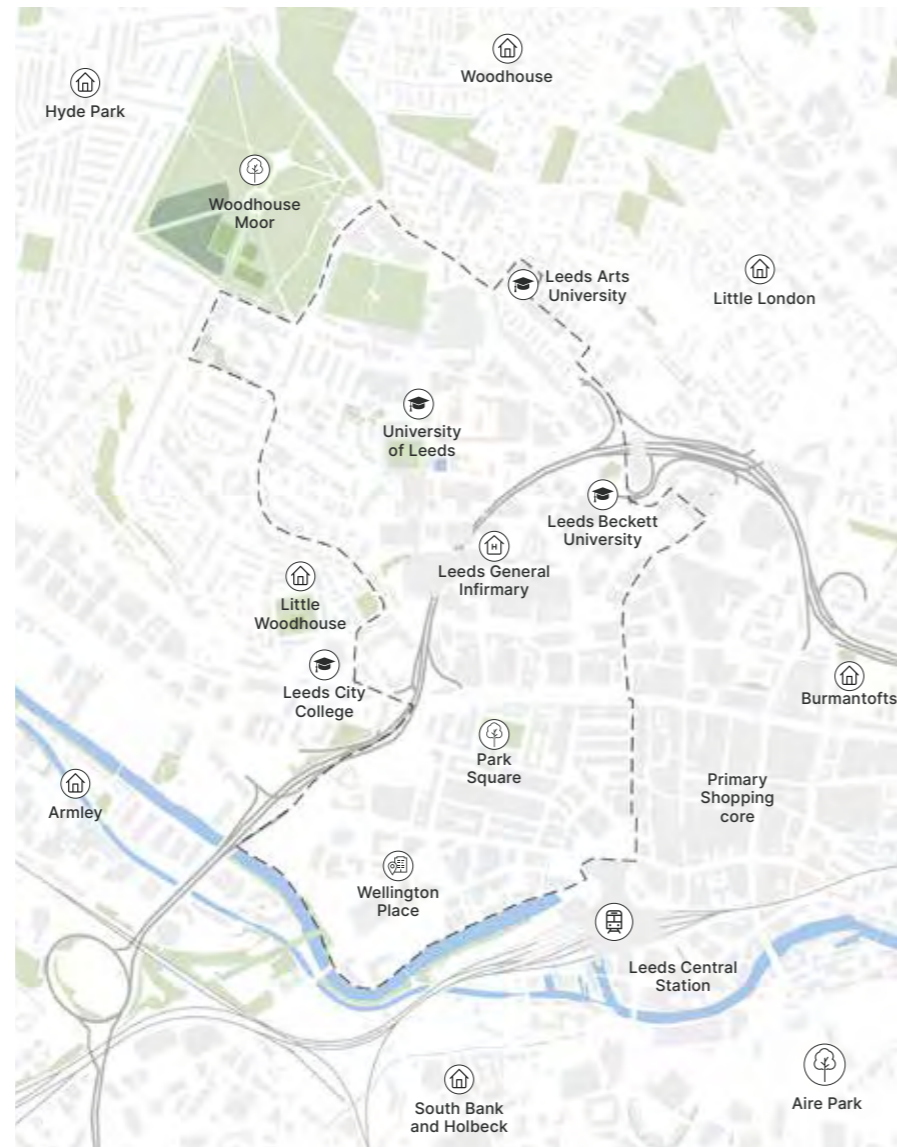 Woodhouse
Hyde Park
Woodhouse
Moor
Leeds Arts
University
Little London
University
of Leeds
Leeds Beckett
University
H
Leeds General
Infirmary
Little
Woodhouse
Leeds City
College
Burmantofts
Park
Square
Armley
Primary
Shopping
core
Wellington
Place
Leeds Central
Station
South Bank
and Holbeck
Aire Park